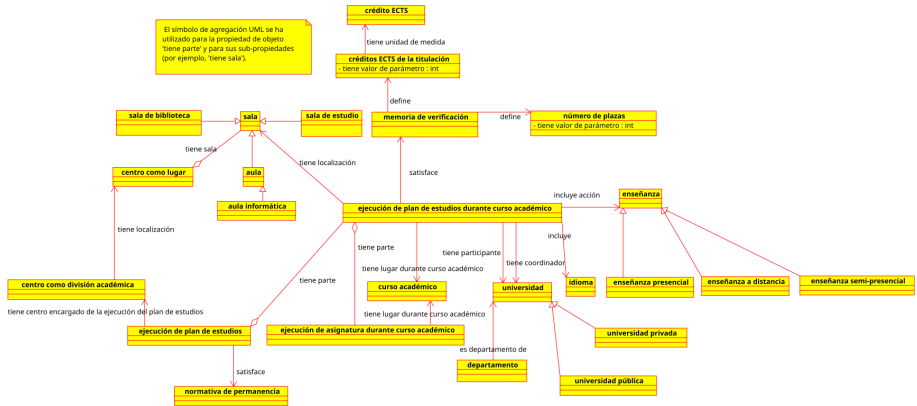 crédito ECTS
El símbolo de agregación UML se ha
utilizado para la propiedad de objeto
'tiene parte' y para sus sub-propiedades
(por ejemplo, 'tiene sala').
tiene unidad de medida
créditos ECTS de la titulación
- tiene valor de parámetro : int
define
sala de biblioteca
sala
sala de estudio
memoria de verificación
define
número de plazas
- tiene valor de parámetro : int
tiene sala
tiene localización
centro como lugar
aula
satisface
aula informática
ejecución de plan de estudios durante curso académico
incluye acción
enseñanza
tiene localización
tiene parte
tiene participante
incluye
tiene lugar durante curso académico
tiene coordinador
tiene parte
centro como división académica
curso académico
universidad
idioma
enseñanza presencial
enseñanza a distancia
enseñanza semi-presencial
tiene centro encargado de la ejecución del plan de estudios
tiene lugar durante curso académico
ejecución de plan de estudios
ejecución de asignatura durante curso académico
universidad privada
es departamento de
satisface
departamento
universidad pública
normativa de permanencia